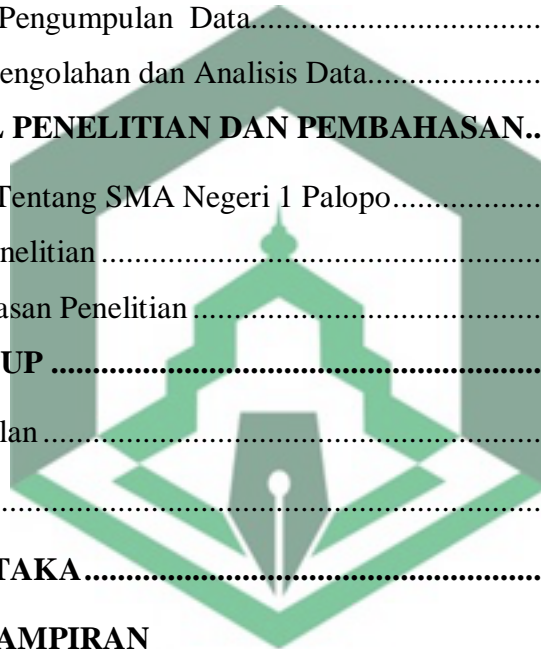 Pengumpulan Data......................
engolahan dan Analisis Data......................
PENELITIAN DAN PEMBAHASAN..
Tentang SMA Negeri 1 Palopo...................
nelitian ................................................
asan Penelitian ......................................
UP .........................................................
lan ..........................................................
................................................................
TAKA.....................................................
AMPIRAN